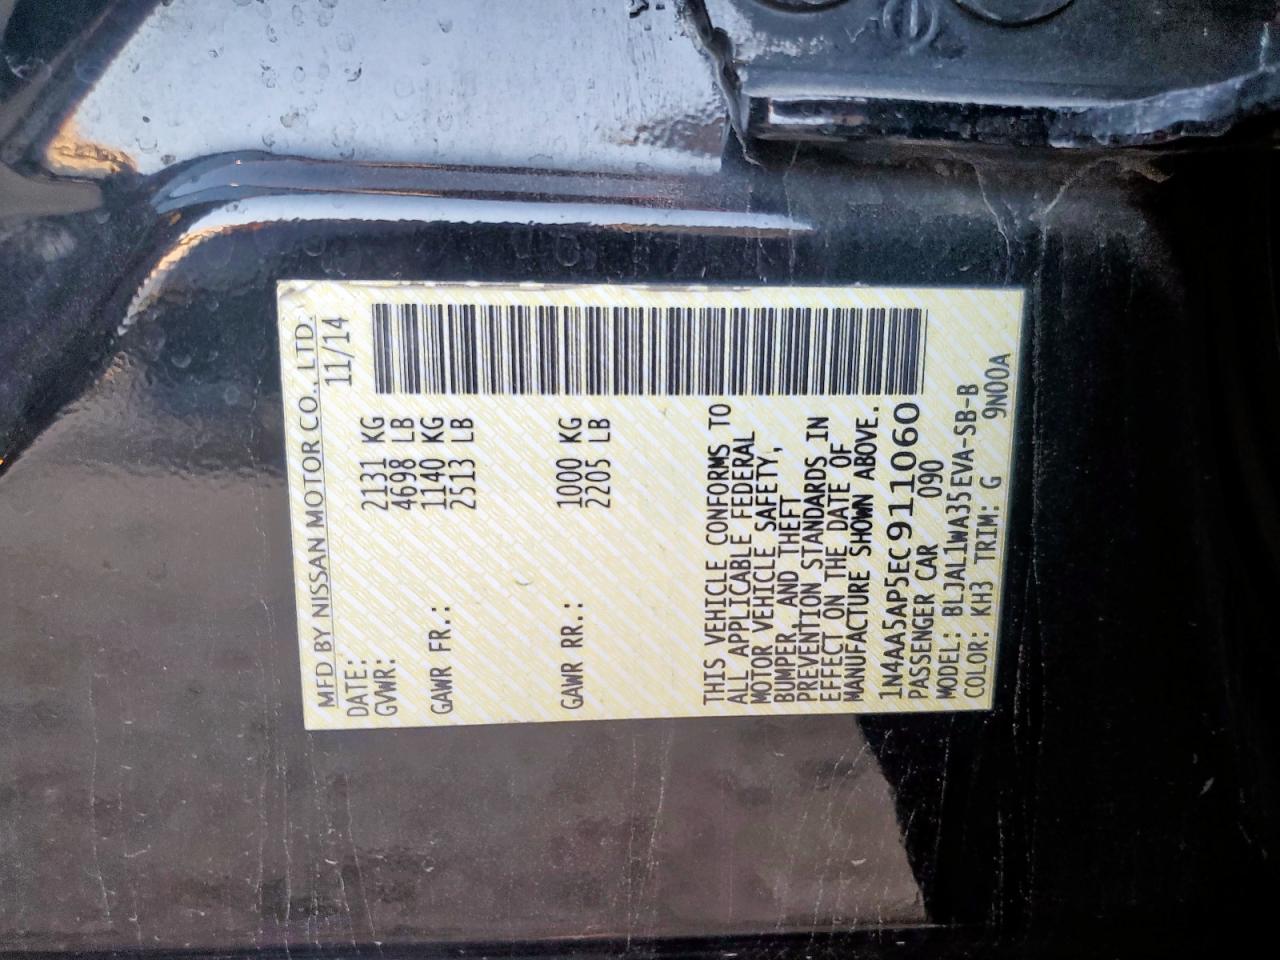 MFD BY NISSAN MOTOR CO., LTD.
DATE: 11/14
GVWR: 2131 KG
4698 LB
GAWR FR.: 1140 KG
2513 LB
GAWR RR.: 1000 KG
2205 LB
THIS VEHICLE CONFORMS TO
ALL APPLICABLE FEDERAL
MOTOR VEHICLE SAFETY,
BUMPER AND THEFT
PREVENTION STANDARDS IN
EFFECT ON THE DATE OF
MANUFACTURE SHOWN ABOVE.
1N4AA5AP5EC911060
PASSENGER CAR 090
MODEL: BLJAL1WA35EVA-SB-B
COLOR: KH3 TRIM: G 9N00A